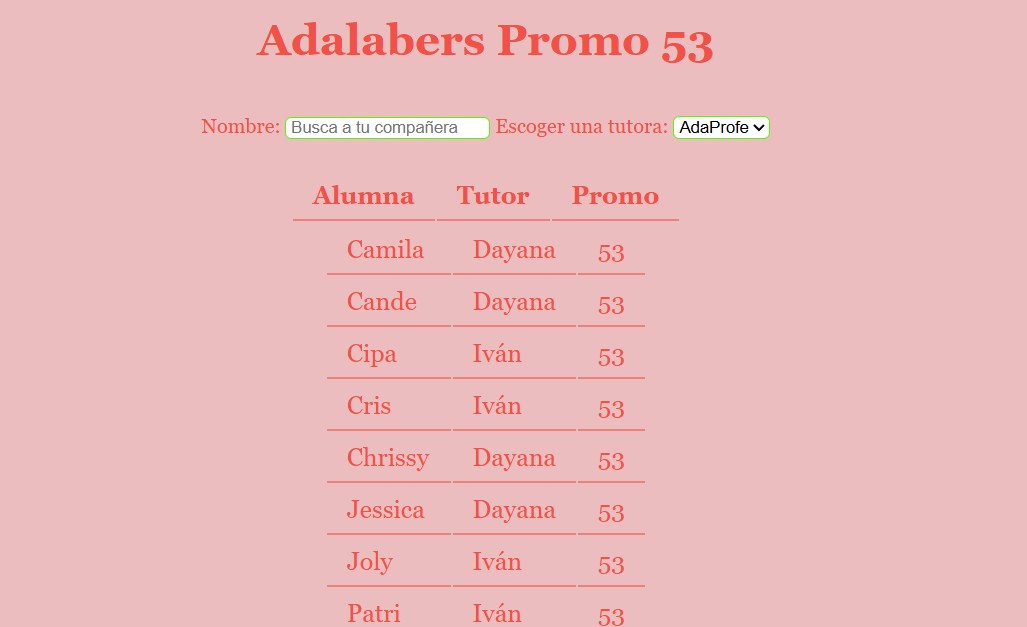 Adalabers Promo 53
Nombre: Busca a tu compañera Escoger una tutora: AdaProfe
Alumna Tutor Promo
Camila Dayana 53
Cande Dayana 53
Cipa Iván 53
Cris Iván 53
Chrissy Dayana 53
Jessica Dayana 53
Joly Iván 53
Patri Iván 53